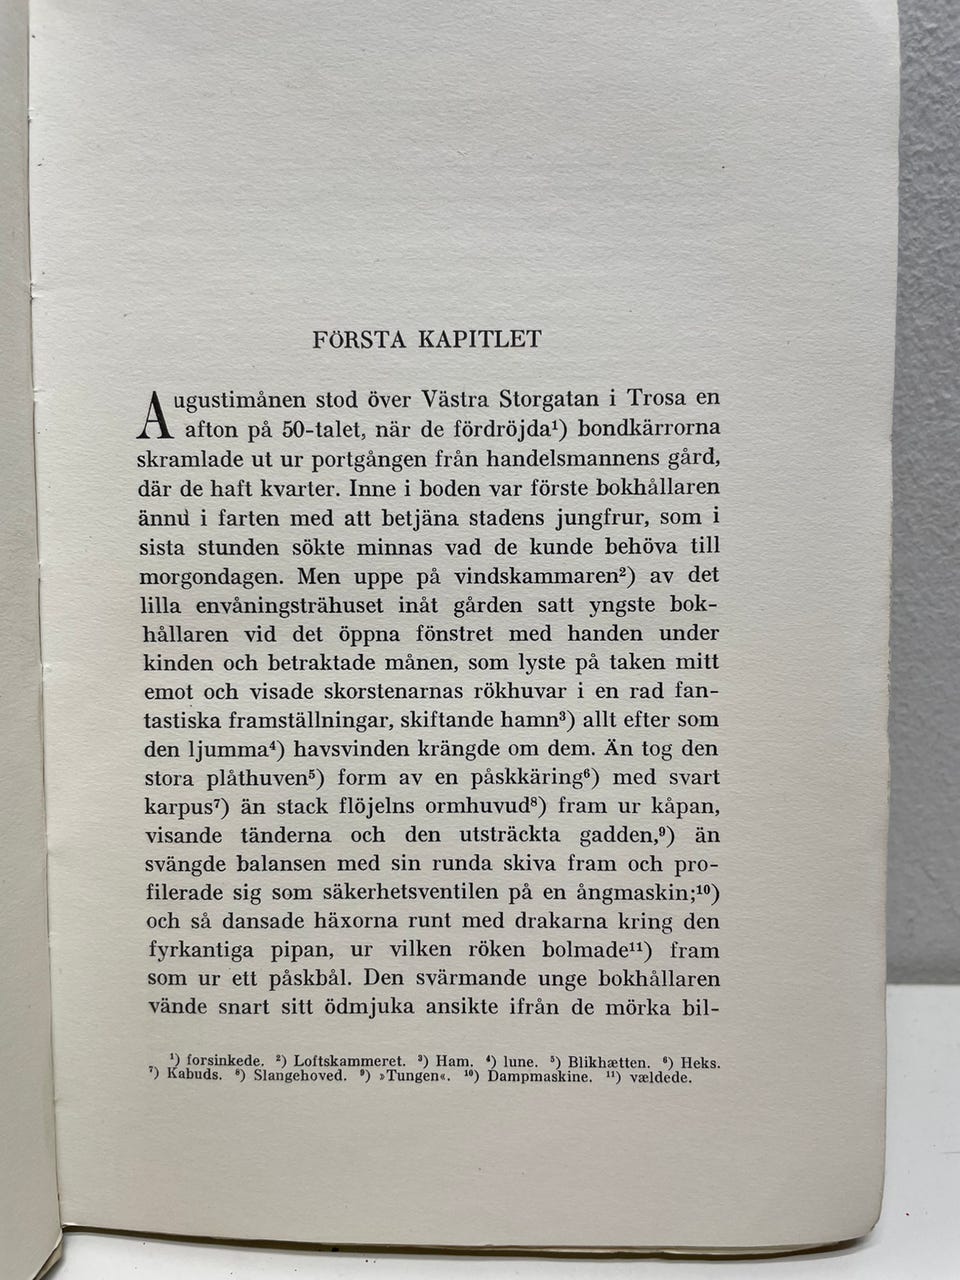 FÖRSTA KAPITLET
Augustimånen stod över Västra Storgatan i Trosa en
afton på 50-talet, när de fördröjda¹) bondkärrorna
skramlade ut ur portgången från handelsmannens gård,
där de haft kvarter. Inne i boden var förste bokhållaren
ännu i farten med att betjäna stadens jungfrur, som i
sista stunden sökte minnas vad de kunde behöva till
morgondagen. Men uppe på vindskammaren²) av det
lilla envåningsträhuset inåt gården satt yngste bok-
hållaren vid det öppna fönstret med handen under
kinden och betraktade månen, som lyste på taken mitt
emot och visade skorstenarnas rökhuvar i en rad fan-
tastiska framställningar, skiftande hamn³) allt efter som
den ljumma⁴) havsvinden krängde om dem. Än tog den
stora plåthuven⁵) form av en påskkäring⁶) med svart
karpus⁷) än stack flöjelns ormhuvud⁸) fram ur kåpan,
visande tänderna och den utsträckta gadden,⁹) än
svängde balansen med sin runda skiva fram och pro-
filerade sig som säkerhetsventilen på en ångmaskin;¹⁰)
och så dansade häxorna runt med drakarna kring den
fyrkantiga pipan, ur vilken röken bolmade¹¹) fram
som ur ett påskbål. Den svärmande unge bokhållaren
vände snart sitt ödmjuka ansikte ifrån de mörka bil-
¹) forsinkede. ²) Loftskammeret. ³) Ham. ⁴) lune. ⁵) Blikhætten. ⁶) Heks.
⁷) Kabuds. ⁸) Slangehoved. ⁹) »Tungen«. ¹⁰) Dampmaskine. ¹¹) vældede.